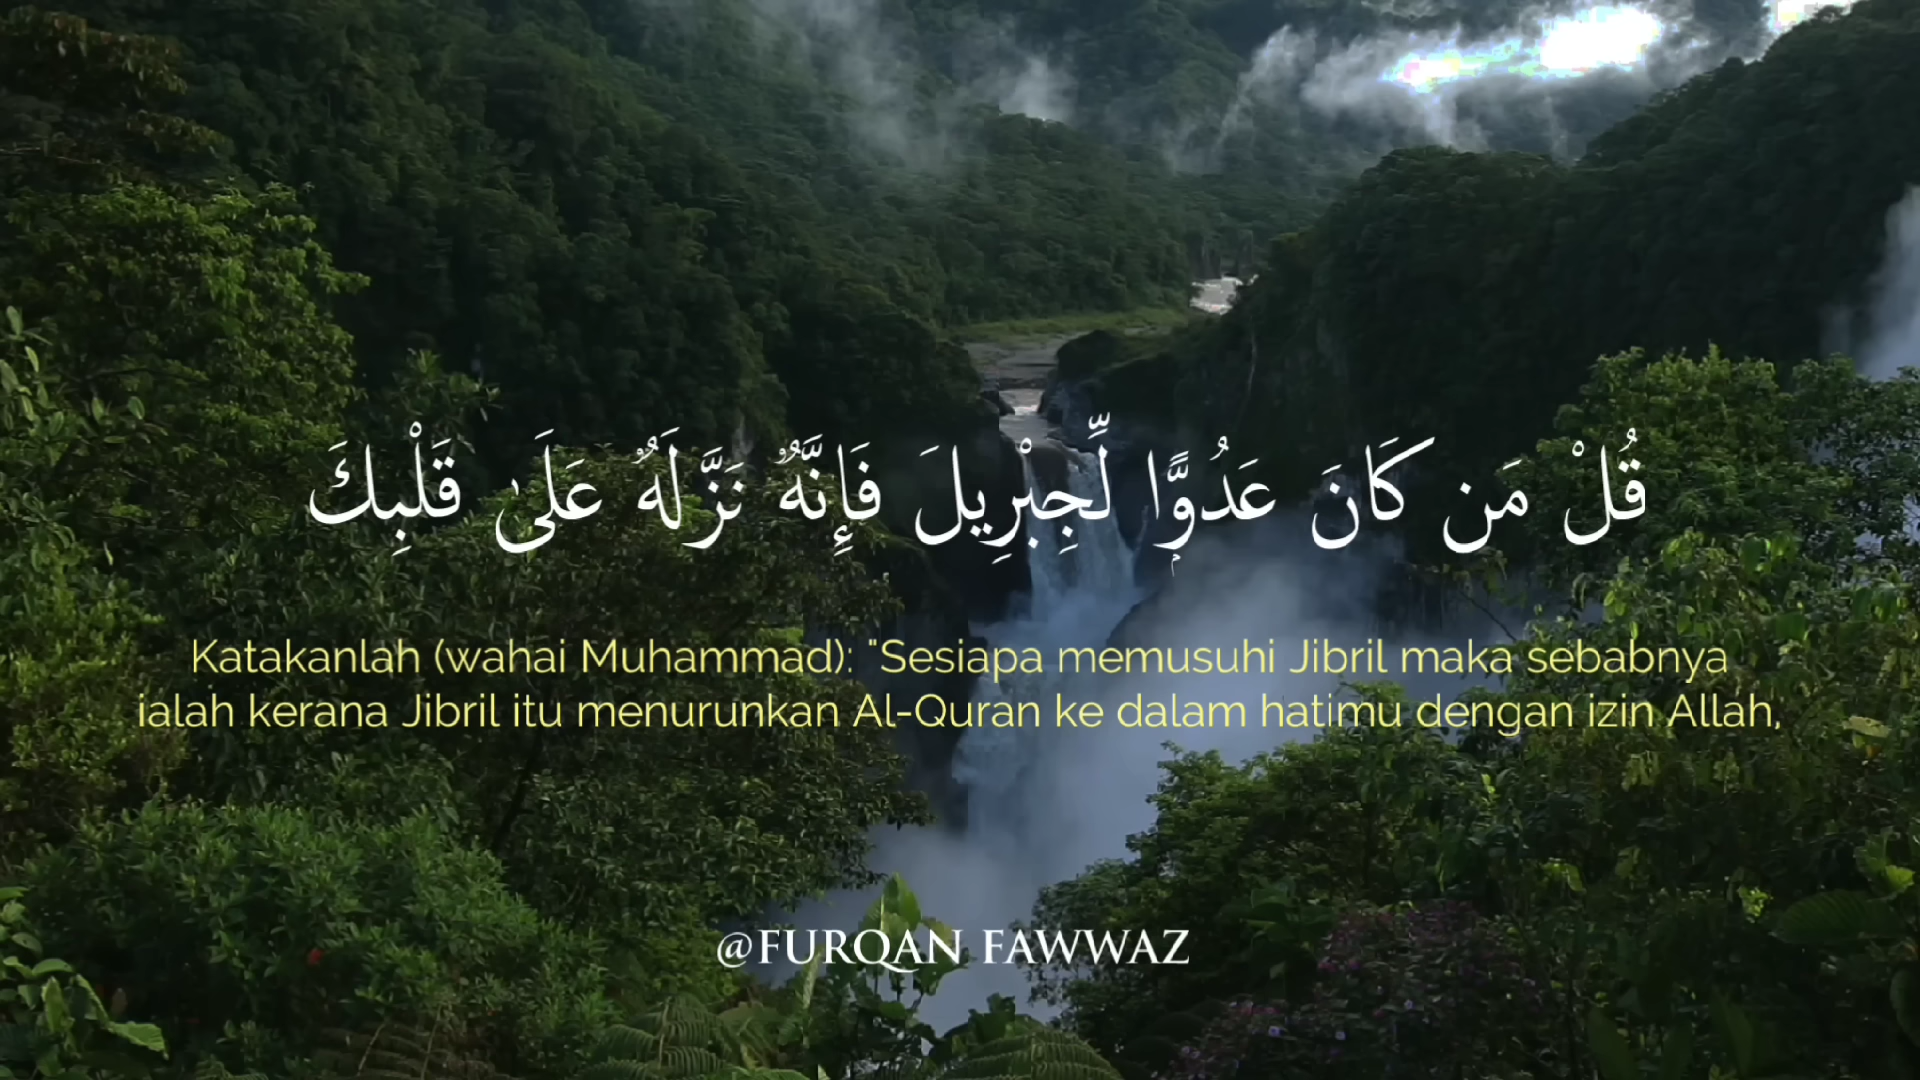 قُلْ مَن كَانَ عَدُوًّا لِّجِبْرِيلَ فَإِنَّهُۥ نَزَّلَهُۥ عَلَىٰ قَلْبِكَ
Katakanlah (wahai Muhammad): "Sesiapa memusuhi Jibril maka sebabnya
ialah kerana Jibril itu menurunkan Al-Quran ke dalam hatimu dengan izin Allah,
@FURQAN FAWWAZ